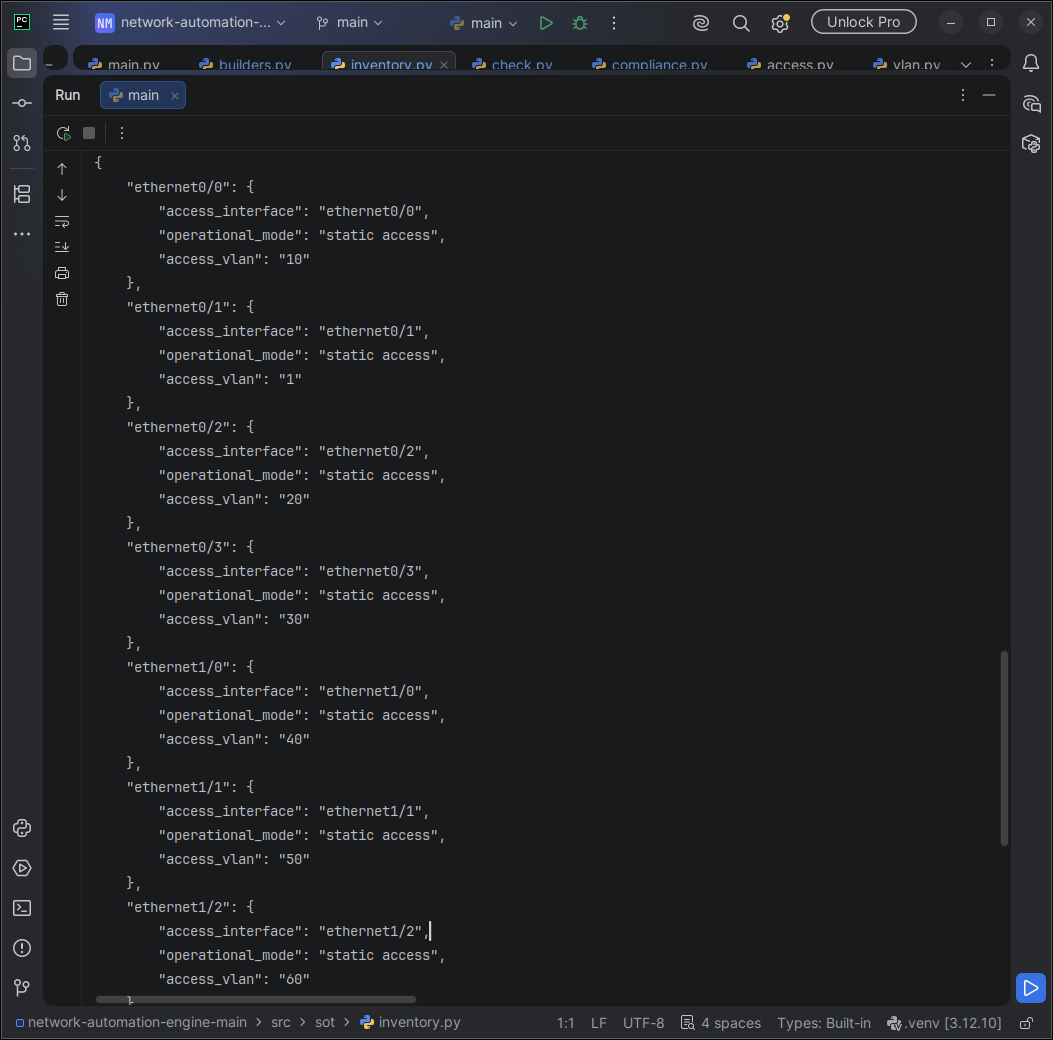 PC
NM network-automation-... main main Unlock Pro
main.py builders.py inventory.py check.py compliance.py access.py vlan.py
Run main
{
    "ethernet0/0": {
        "access_interface": "ethernet0/0",
        "operational_mode": "static access",
        "access_vlan": "10"
    },
    "ethernet0/1": {
        "access_interface": "ethernet0/1",
        "operational_mode": "static access",
        "access_vlan": "1"
    },
    "ethernet0/2": {
        "access_interface": "ethernet0/2",
        "operational_mode": "static access",
        "access_vlan": "20"
    },
    "ethernet0/3": {
        "access_interface": "ethernet0/3",
        "operational_mode": "static access",
        "access_vlan": "30"
    },
    "ethernet1/0": {
        "access_interface": "ethernet1/0",
        "operational_mode": "static access",
        "access_vlan": "40"
    },
    "ethernet1/1": {
        "access_interface": "ethernet1/1",
        "operational_mode": "static access",
        "access_vlan": "50"
    },
    "ethernet1/2": {
        "access_interface": "ethernet1/2",
        "operational_mode": "static access",
        "access_vlan": "60"
    }
network-automation-engine-main > src > sot > inventory.py 1:1 LF UTF-8 4 spaces Types: Built-in .venv [3.12.10]